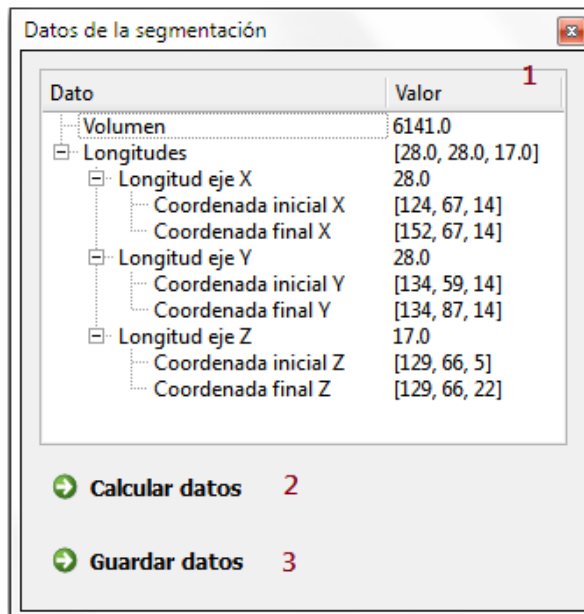 Datos de la segmentación
1
Dato Valor
Volumen 6141.0
Longitudes [28.0, 28.0, 17.0]
Longitud eje X 28.0
Coordenada inicial X [124, 67, 14]
Coordenada final X [152, 67, 14]
Longitud eje Y 28.0
Coordenada inicial Y [134, 59, 14]
Coordenada final Y [134, 87, 14]
Longitud eje Z 17.0
Coordenada inicial Z [129, 66, 5]
Coordenada final Z [129, 66, 22]
Calcular datos 2
Guardar datos 3